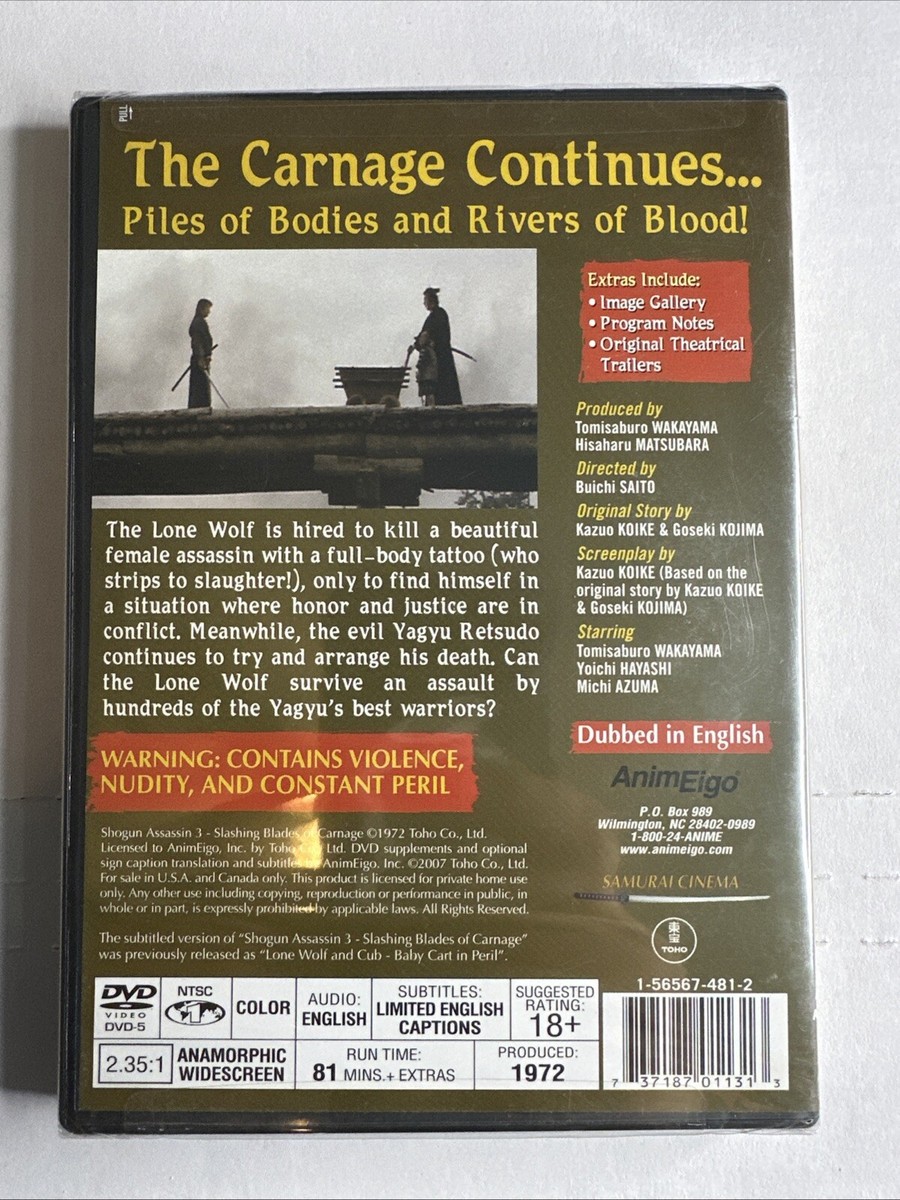 PULL
The Carnage Continues...
Piles of Bodies and Rivers of Blood!
Extras Include:
• Image Gallery
• Program Notes
• Original Theatrical
Trailers
Produced by
Tomisaburo WAKAYAMA
Hisaharu MATSUBARA
Directed by
Buichi SAITO
Original Story by
Kazuo KOIKE & Goseki KOJIMA
Screenplay by
Kazuo KOIKE (Based on the
original story by Kazuo KOIKE
& Goseki KOJIMA)
Starring
Tomisaburo WAKAYAMA
Yoichi HAYASHI
Michi AZUMA
The Lone Wolf is hired to kill a beautiful
female assassin with a full-body tattoo (who
strips to slaughter!), only to find himself in
a situation where honor and justice are in
conflict. Meanwhile, the evil Yagyu Retsudo
continues to try and arrange his death. Can
the Lone Wolf survive an assault by
hundreds of the Yagyu's best warriors?
WARNING: CONTAINS VIOLENCE,
NUDITY, AND CONSTANT PERIL
Dubbed in English
AnimEigo
P.O. Box 989
Wilmington, NC 28402-0989
1-800-24-ANIME
www.animeigo.com
SAMURAI CINEMA
東宝
TOHO
Shogun Assassin 3 - Slashing Blades of Carnage ©1972 Toho Co., Ltd.
Licensed to AnimEigo, Inc. by Toho Co., Ltd. DVD supplements and optional
sign caption translation and subtitles by AnimEigo. Inc. ©2007 Toho Co., Ltd.
For sale in U.S.A. and Canada only. This product is licensed for private home use
only. Any other use including copying, reproduction or performance in public, in
whole or in part, is expressly prohibited by applicable laws. All Rights Reserved.
The subtitled version of "Shogun Assassin 3 - Slashing Blades of Carnage"
was previously released as "Lone Wolf and Cub - Baby Cart in Peril".
DVD
VIDEO
DVD-5
NTSC
1
COLOR
AUDIO:
ENGLISH
SUBTITLES:
LIMITED ENGLISH
CAPTIONS
SUGGESTED
RATING:
18+
2.35:1
ANAMORPHIC
WIDESCREEN
RUN TIME:
81 MINS.+ EXTRAS
PRODUCED:
1972
1-56567-481-2
7 37187 01131 3